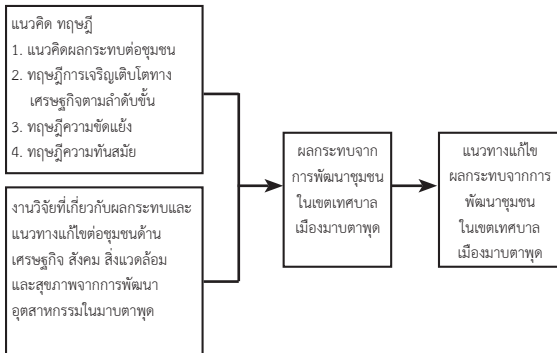 แนวคิด ทฤษฎี
1. แนวคิดผลกระทบต่อชุมชน
2. ทฤษฎีการเจริญเติบโตทาง
เศรษฐกิจตามลำดับขั้น
3. ทฤษฎีความขัดแย้ง
4. ทฤษฎีความทันสมัย
งานวิจัยที่เกี่ยวกับผลกระทบและ
แนวทางแก้ไขต่อชุมชนด้าน
เศรษฐกิจ สังคม สิ่งแวดล้อม
และสุขภาพจากการพัฒนา
อุตสาหกรรมในมาบตาพุด
ผลกระทบจาก
การพัฒนาชุมชน
ในเขตเทศบาล
เมืองมาบตาพุด
แนวทางแก้ไข
ผลกระทบจากการ
พัฒนาชุมชน
ในเขตเทศบาล
เมืองมาบตาพุด